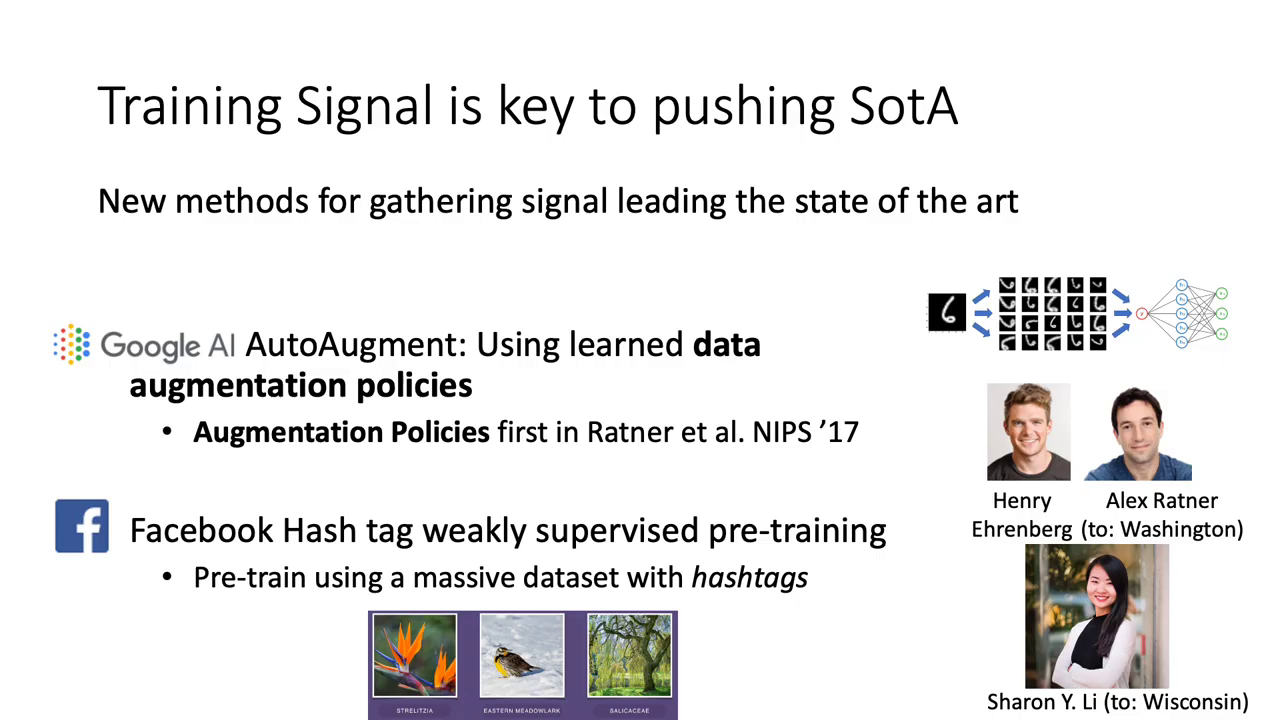 Training Signal is key to pushing SotA
New methods for gathering signal leading the state of the art
Google AI AutoAugment: Using learned data
augmentation policies
• Augmentation Policies first in Ratner et al. NIPS ’17
Henry
Ehrenberg
Alex Ratner
(to: Washington)
Facebook Hash tag weakly supervised pre-training
• Pre-train using a massive dataset with hashtags
STRELITZIA
EASTERN MEADOWLARK
SALICACEAE
Sharon Y. Li (to: Wisconsin)